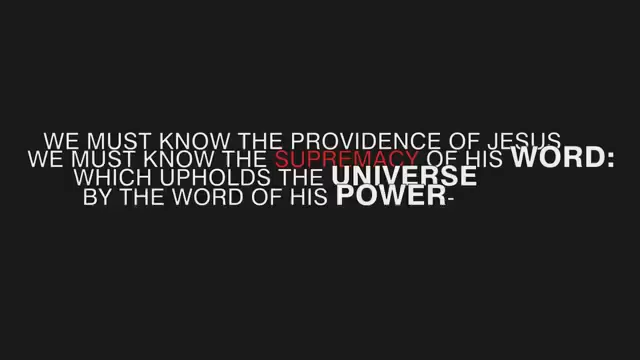 WE MUST KNOW THE PROVIDENCE OF JESUS
WE MUST KNOW THE SUPREMACY OF HIS WORD:
WHICH UPHOLDS THE UNIVERSE
BY THE WORD OF HIS POWER-